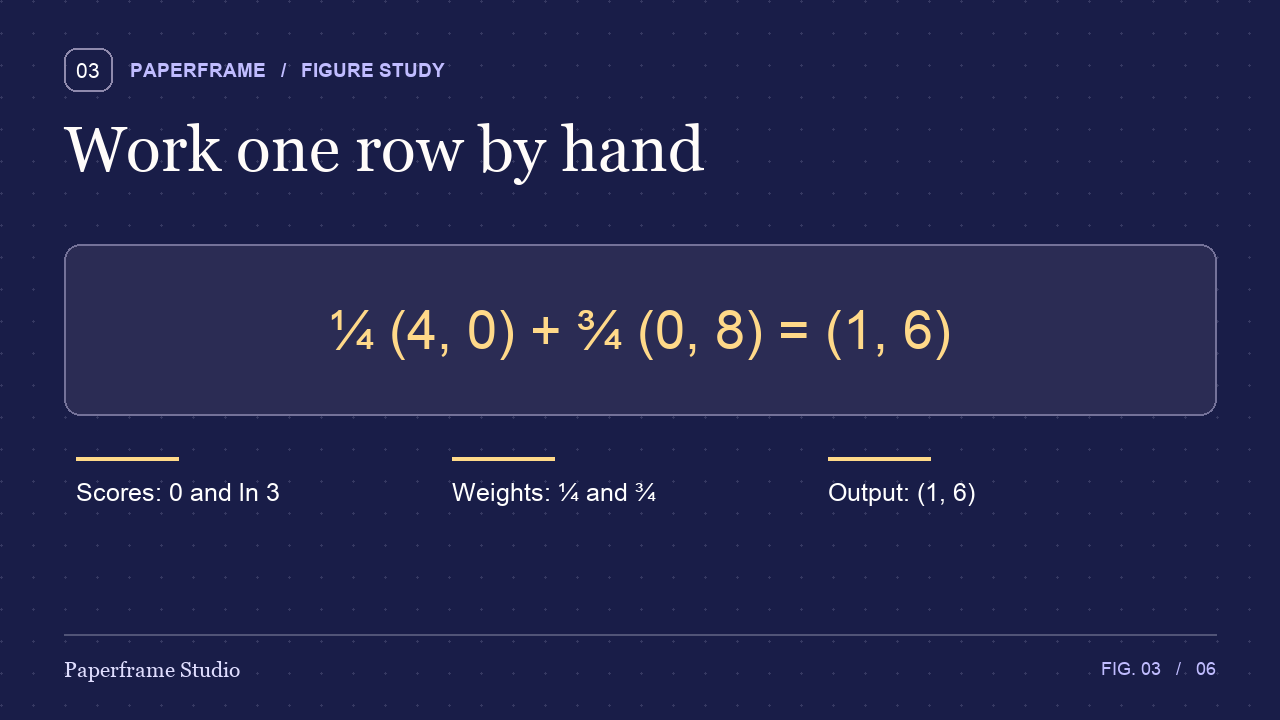 03 PAPERFRAME / FIGURE STUDY
Work one row by hand
¼ (4, 0) + ¾ (0, 8) = (1, 6)
Scores: 0 and ln 3
Weights: ¼ and ¾
Output: (1, 6)
Paperframe Studio
FIG. 03 / 06